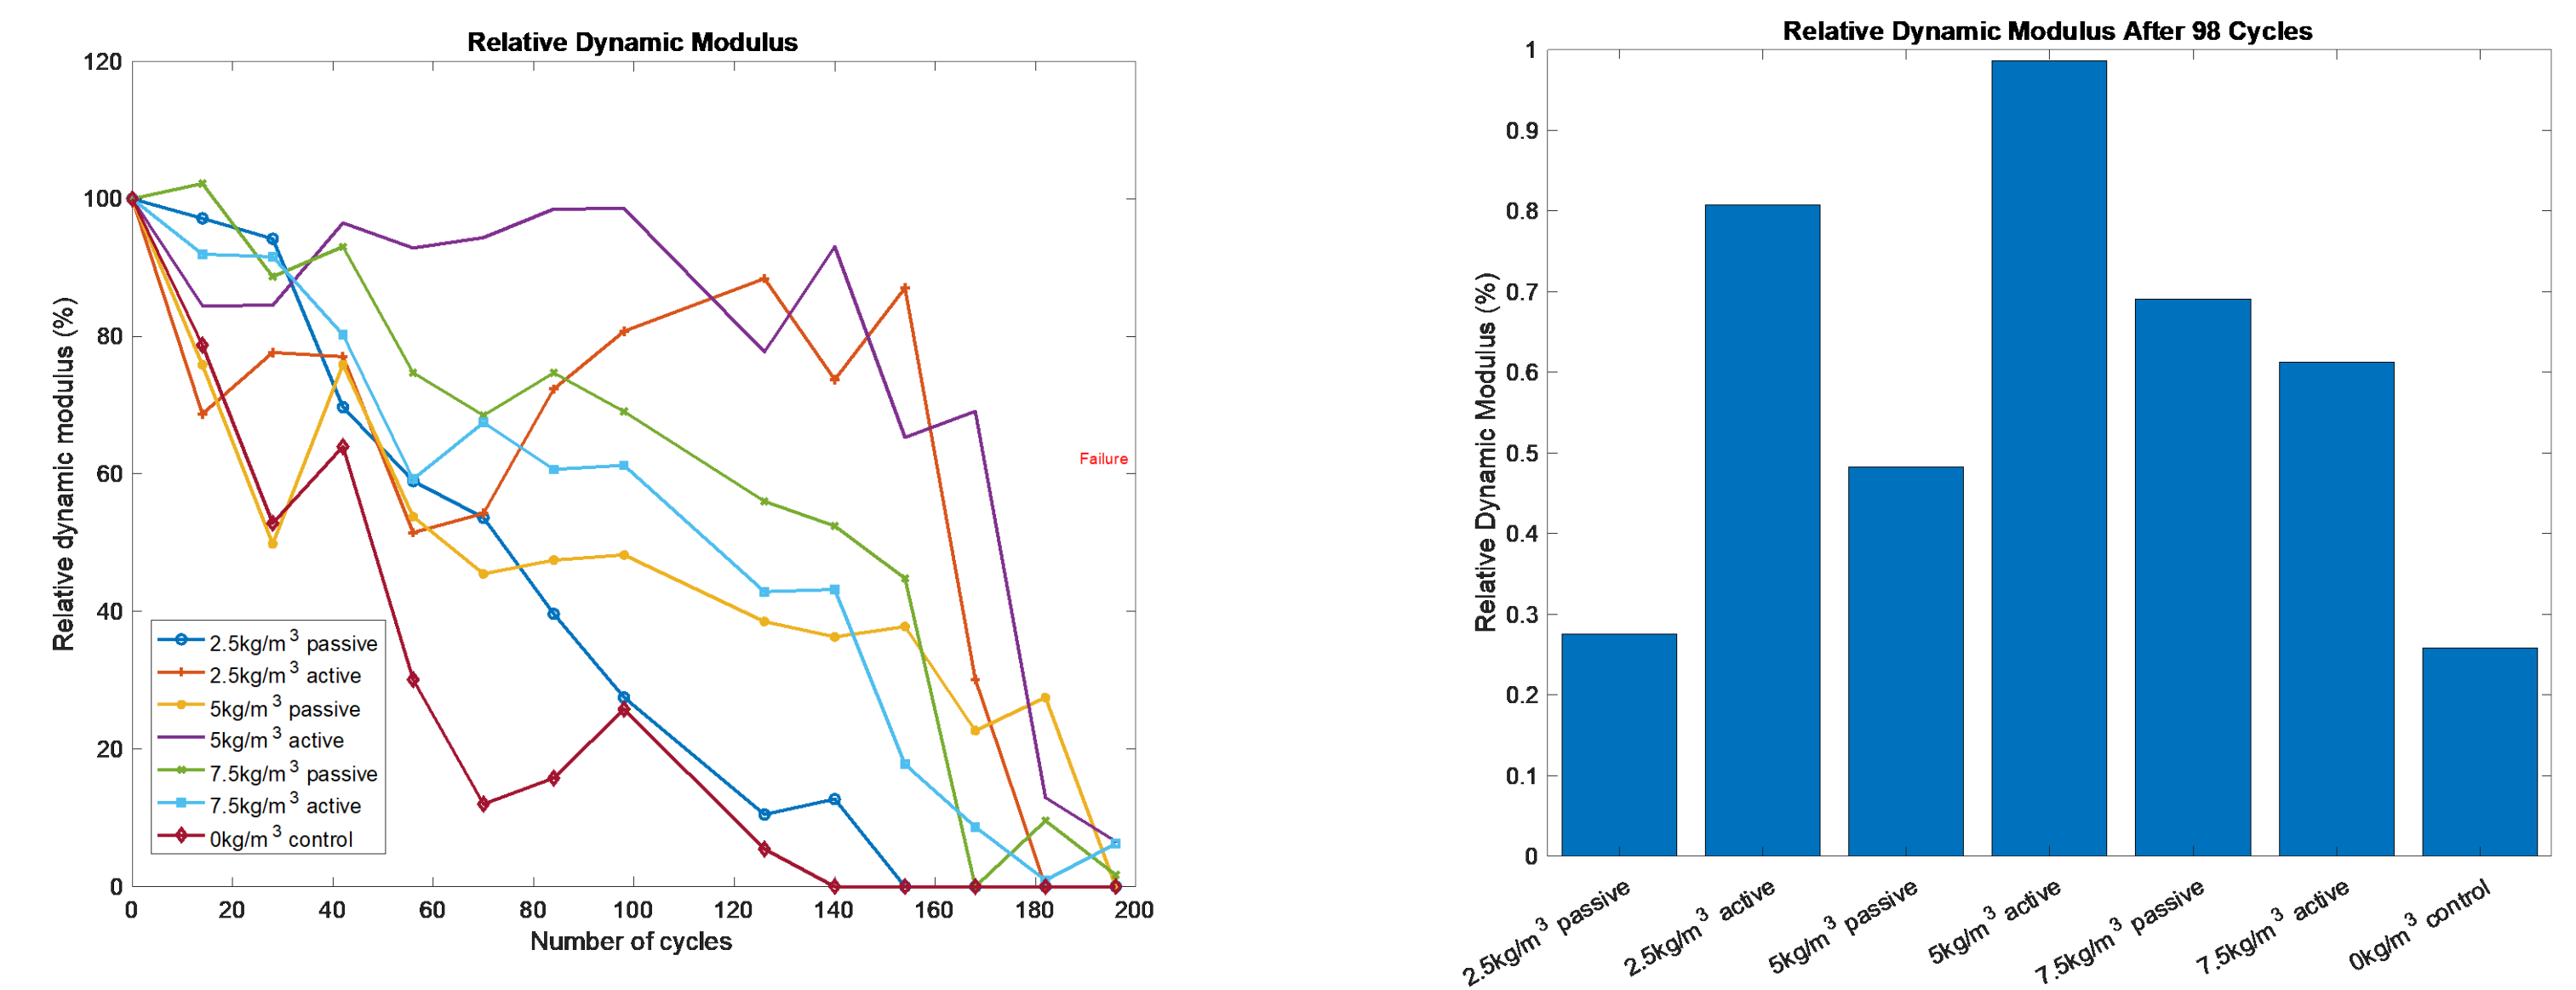 Relative Dynamic Modulus
Relative dynamic modulus (%)
120
100
80
60
40
20
0
Failure
2.5kg/m³ passive
2.5kg/m³ active
5kg/m³ passive
5kg/m³ active
7.5kg/m³ passive
7.5kg/m³ active
0kg/m³ control
0 20 40 60 80 100 120 140 160 180 200
Number of cycles
Relative Dynamic Modulus After 98 Cycles
Relative Dynamic Modulus (%)
1
0.9
0.8
0.7
0.6
0.5
0.4
0.3
0.2
0.1
0
2.5kg/m³ passive
2.5kg/m³ active
5kg/m³ passive
5kg/m³ active
7.5kg/m³ passive
7.5kg/m³ active
0kg/m³ control